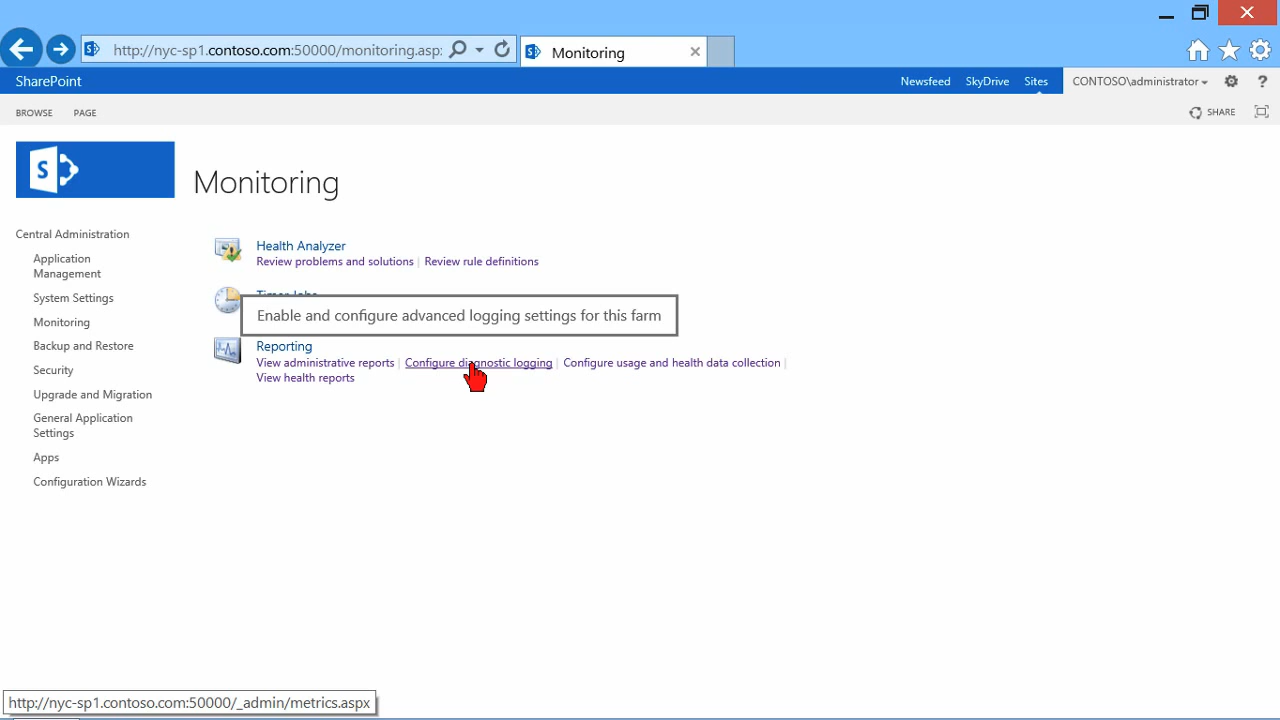 http://nyc-sp1.contoso.com:50000/monitoring.asp:
Monitoring
SharePoint
Newsfeed SkyDrive Sites CONTOSO\administrator ?
BROWSE PAGE SHARE
S
Monitoring
Central Administration
Application
Management
System Settings
Monitoring
Backup and Restore
Security
Upgrade and Migration
General Application
Settings
Apps
Configuration Wizards
Health Analyzer
Review problems and solutions | Review rule definitions
Timer Jobs
Enable and configure advanced logging settings for this farm
Reporting
View administrative reports | Configure diagnostic logging | Configure usage and health data collection |
View health reports
http://nyc-sp1.contoso.com:50000/_admin/metrics.aspx